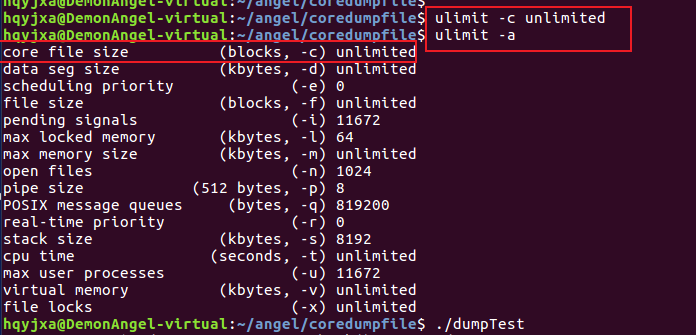 hqyjxa@DemonAngel-virtual:~/angel/coredumpfile$
hqyjxa@DemonAngel-virtual:~/angel/coredumpfile$ ulimit -c unlimited
hqyjxa@DemonAngel-virtual:~/angel/coredumpfile$ ulimit -a
core file size          (blocks, -c) unlimited
data seg size           (kbytes, -d) unlimited
scheduling priority             (-e) 0
file size               (blocks, -f) unlimited
pending signals                 (-i) 11672
max locked memory       (kbytes, -l) 64
max memory size         (kbytes, -m) unlimited
open files                      (-n) 1024
pipe size            (512 bytes, -p) 8
POSIX message queues     (bytes, -q) 819200
real-time priority              (-r) 0
stack size              (kbytes, -s) 8192
cpu time               (seconds, -t) unlimited
max user processes              (-u) 11672
virtual memory          (kbytes, -v) unlimited
file locks                      (-x) unlimited
hqyjxa@DemonAngel-virtual:~/angel/coredumpfile$ ./dumpTest